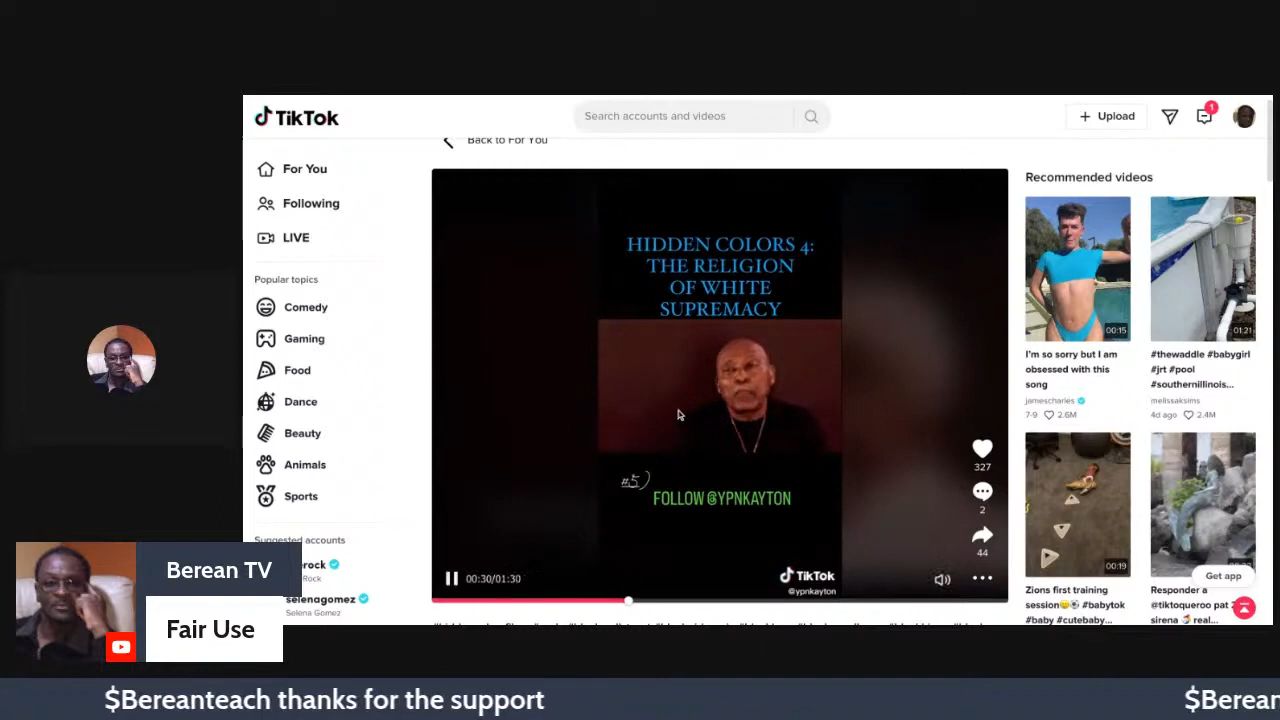 TikTok
Search accounts and videos
Upload
1
Back to For You
For You
Following
LIVE
Popular topics
Comedy
Gaming
Food
Dance
Beauty
Animals
Sports
Suggested accounts
selenagomez
Selena Gomez
HIDDEN COLORS 4:
THE RELIGION
OF WHITE
SUPREMACY
#5)
FOLLOW @YPNKAYTON
327
2
44
00:30/01:30
TikTok
@ypnkayton
Recommended videos
00:15
I'm so sorry but I am
obsessed with this
song
jamescharles
7-9 2.6M
01:21
#thewaddle #babygirl
#jrt #pool
#southernillinois...
melissaksims
4d ago 2.4M
00:19
Zions first training
session
#babytok
#baby #cutebaby...
Get app
Responder a
@tiktoqueroo pat
sirena real...
Berean TV
Fair Use
$Bereanteach thanks for the support